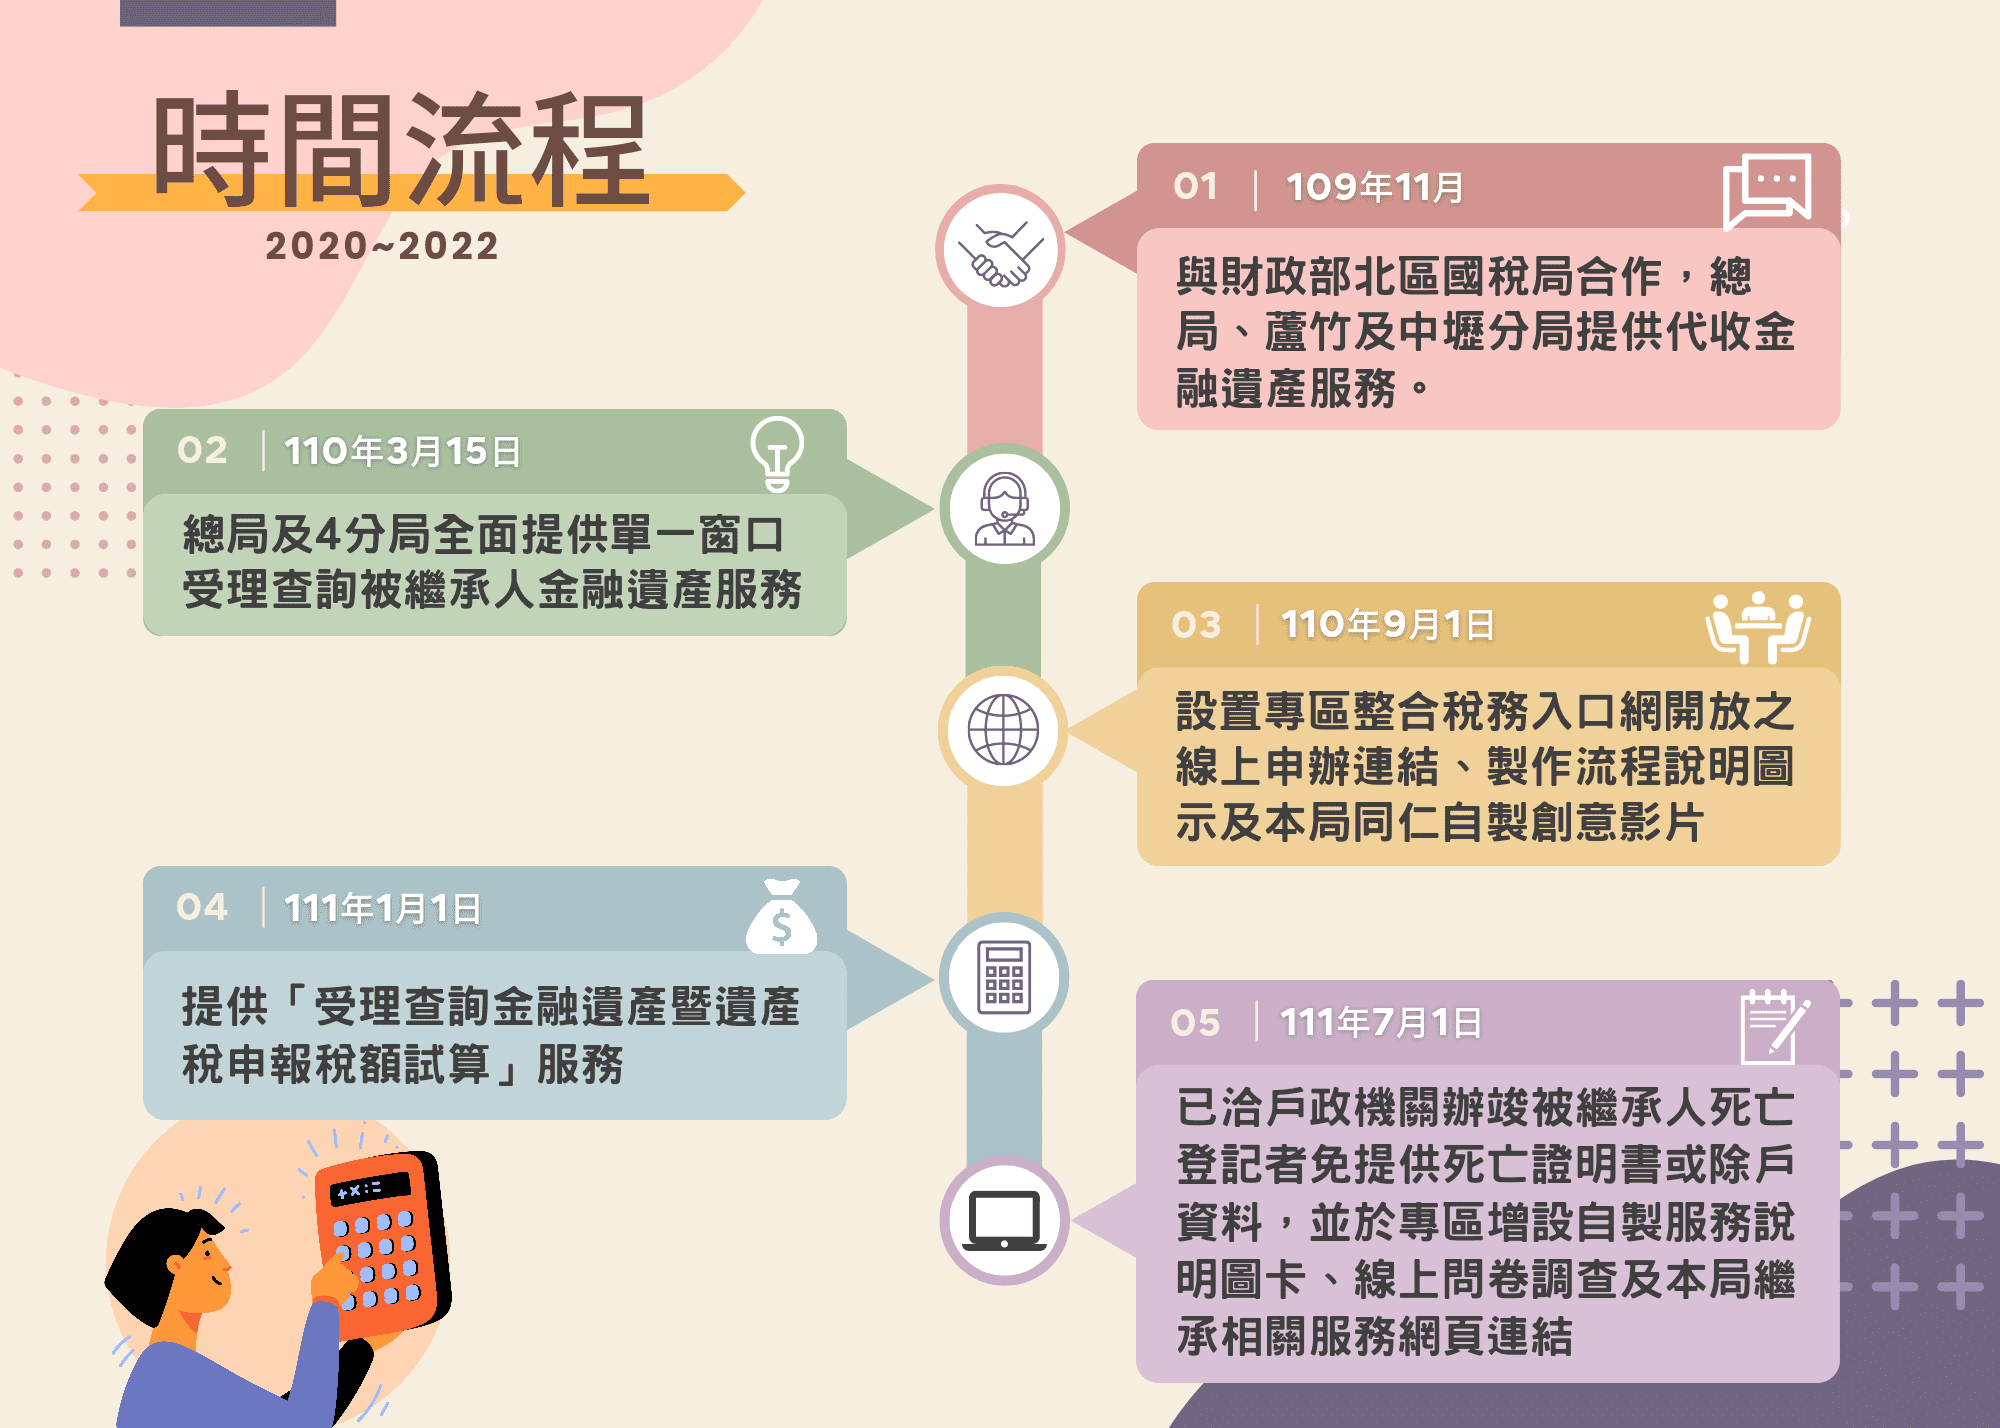 時間流程
2020~2022
01 109年11月
與財政部北區國稅局合作，總
局、蘆竹及中壢分局提供代收金
融遺產服務。
02 110年3月15日
總局及4分局全面提供單一窗口
受理查詢被繼承人金融遺產服務
03 110年9月1日
設置專區整合稅務入口網開放之
線上申辦連結、製作流程說明圖
示及本局同仁自製創意影片
04 111年1月1日
$
提供「受理查詢金融遺產暨遺產
稅申報稅額試算」服務
05 111年7月1日
已洽戶政機關辦竣被繼承人死亡
登記者免提供死亡證明書或除戶
資料，並於專區增設自製服務說
明圖卡、線上問卷調查及本局繼
承相關服務網頁連結
+×:=